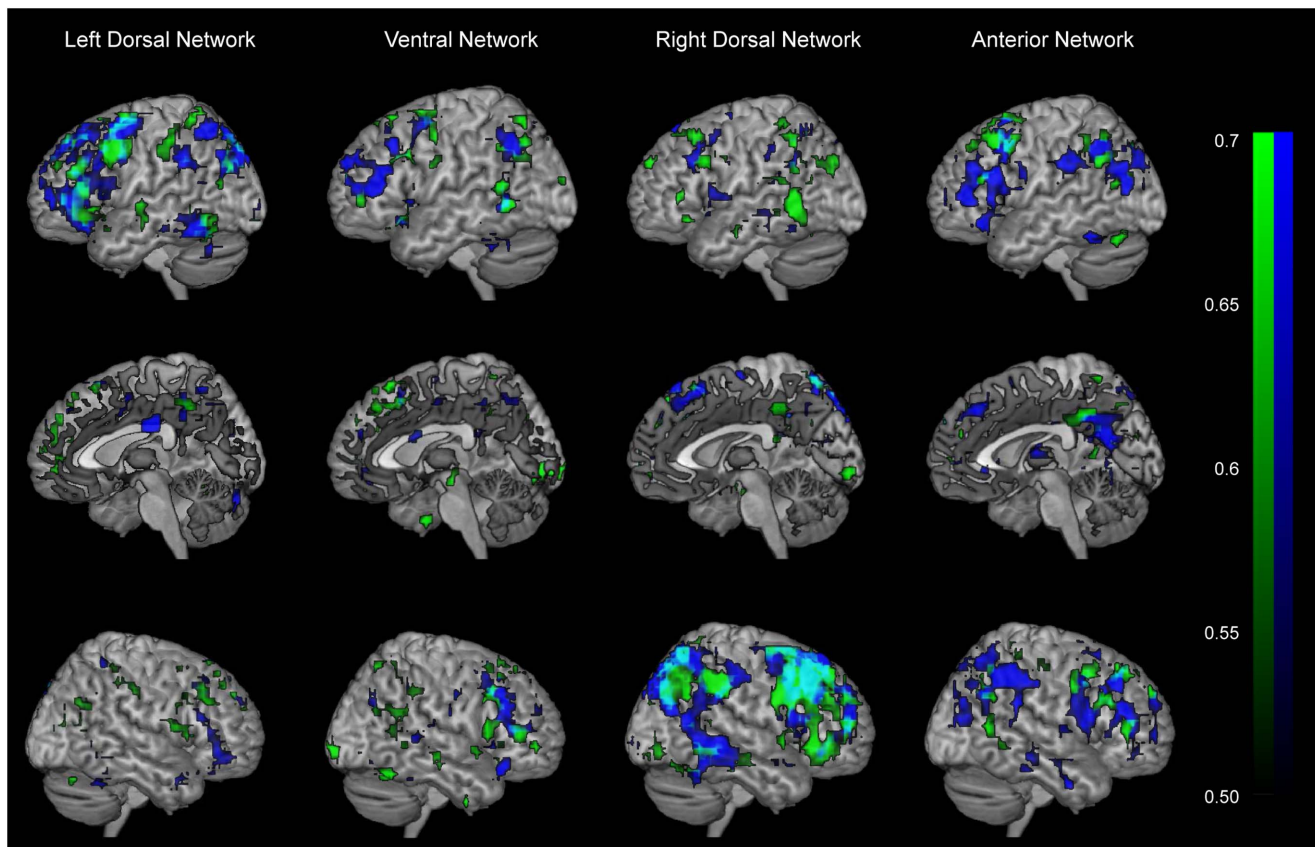 Left Dorsal Network
Ventral Network
Right Dorsal Network
Anterior Network
0.7
0.65
0.6
0.55
0.50